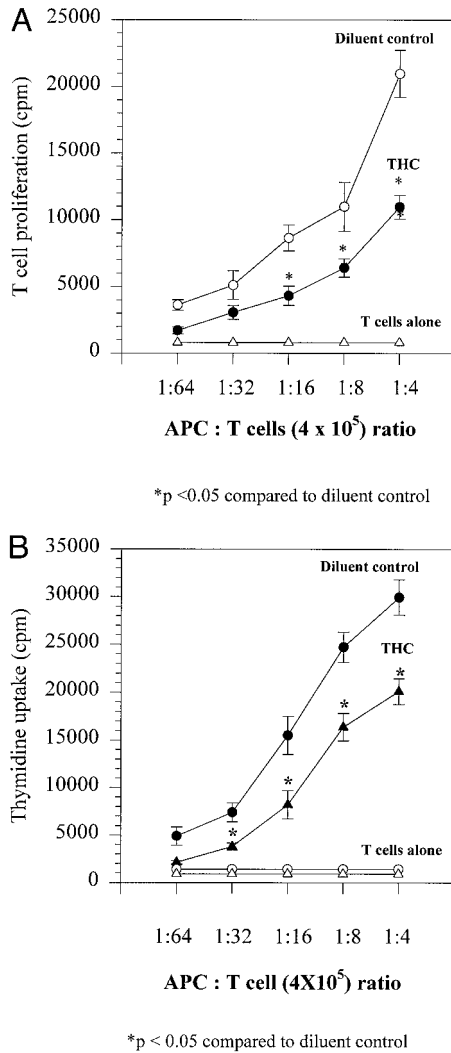 A
Diluent control
THC
T cells alone
T cell proliferation (cpm)
25000
20000
15000
10000
5000
0
*
*
*
*
1:64 1:32 1:16 1:8 1:4
APC : T cells (4 x 10⁵) ratio
*p <0.05 compared to diluent control
B
Diluent control
THC
T cells alone
Thymidine uptake (cpm)
35000
30000
25000
20000
15000
10000
5000
0
*
*
*
*
1:64 1:32 1:16 1:8 1:4
APC : T cell (4X10⁵) ratio
*p < 0.05 compared to diluent control